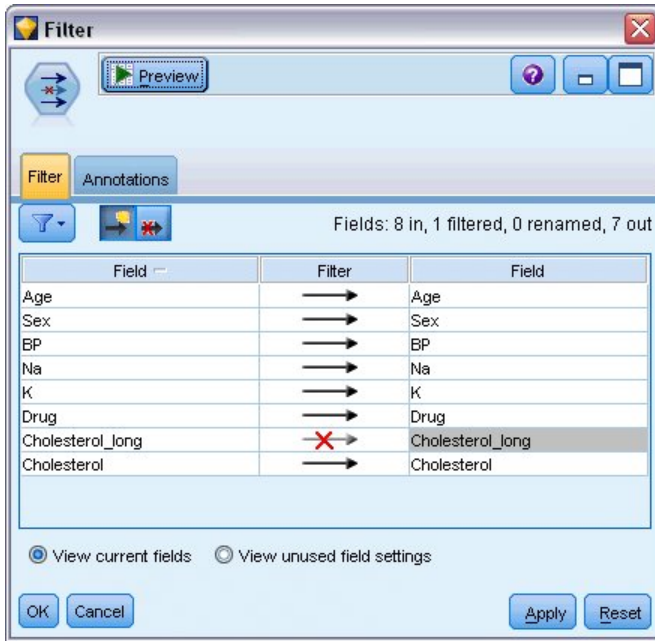 Filter
Preview
Filter Annotations
Fields: 8 in, 1 filtered, 0 renamed, 7 out
Field Filter Field
Age Age
Sex Sex
BP BP
Na Na
K K
Drug Drug
Cholesterol_long Cholesterol_long
Cholesterol Cholesterol
View current fields View unused field settings
OK Cancel Apply Reset